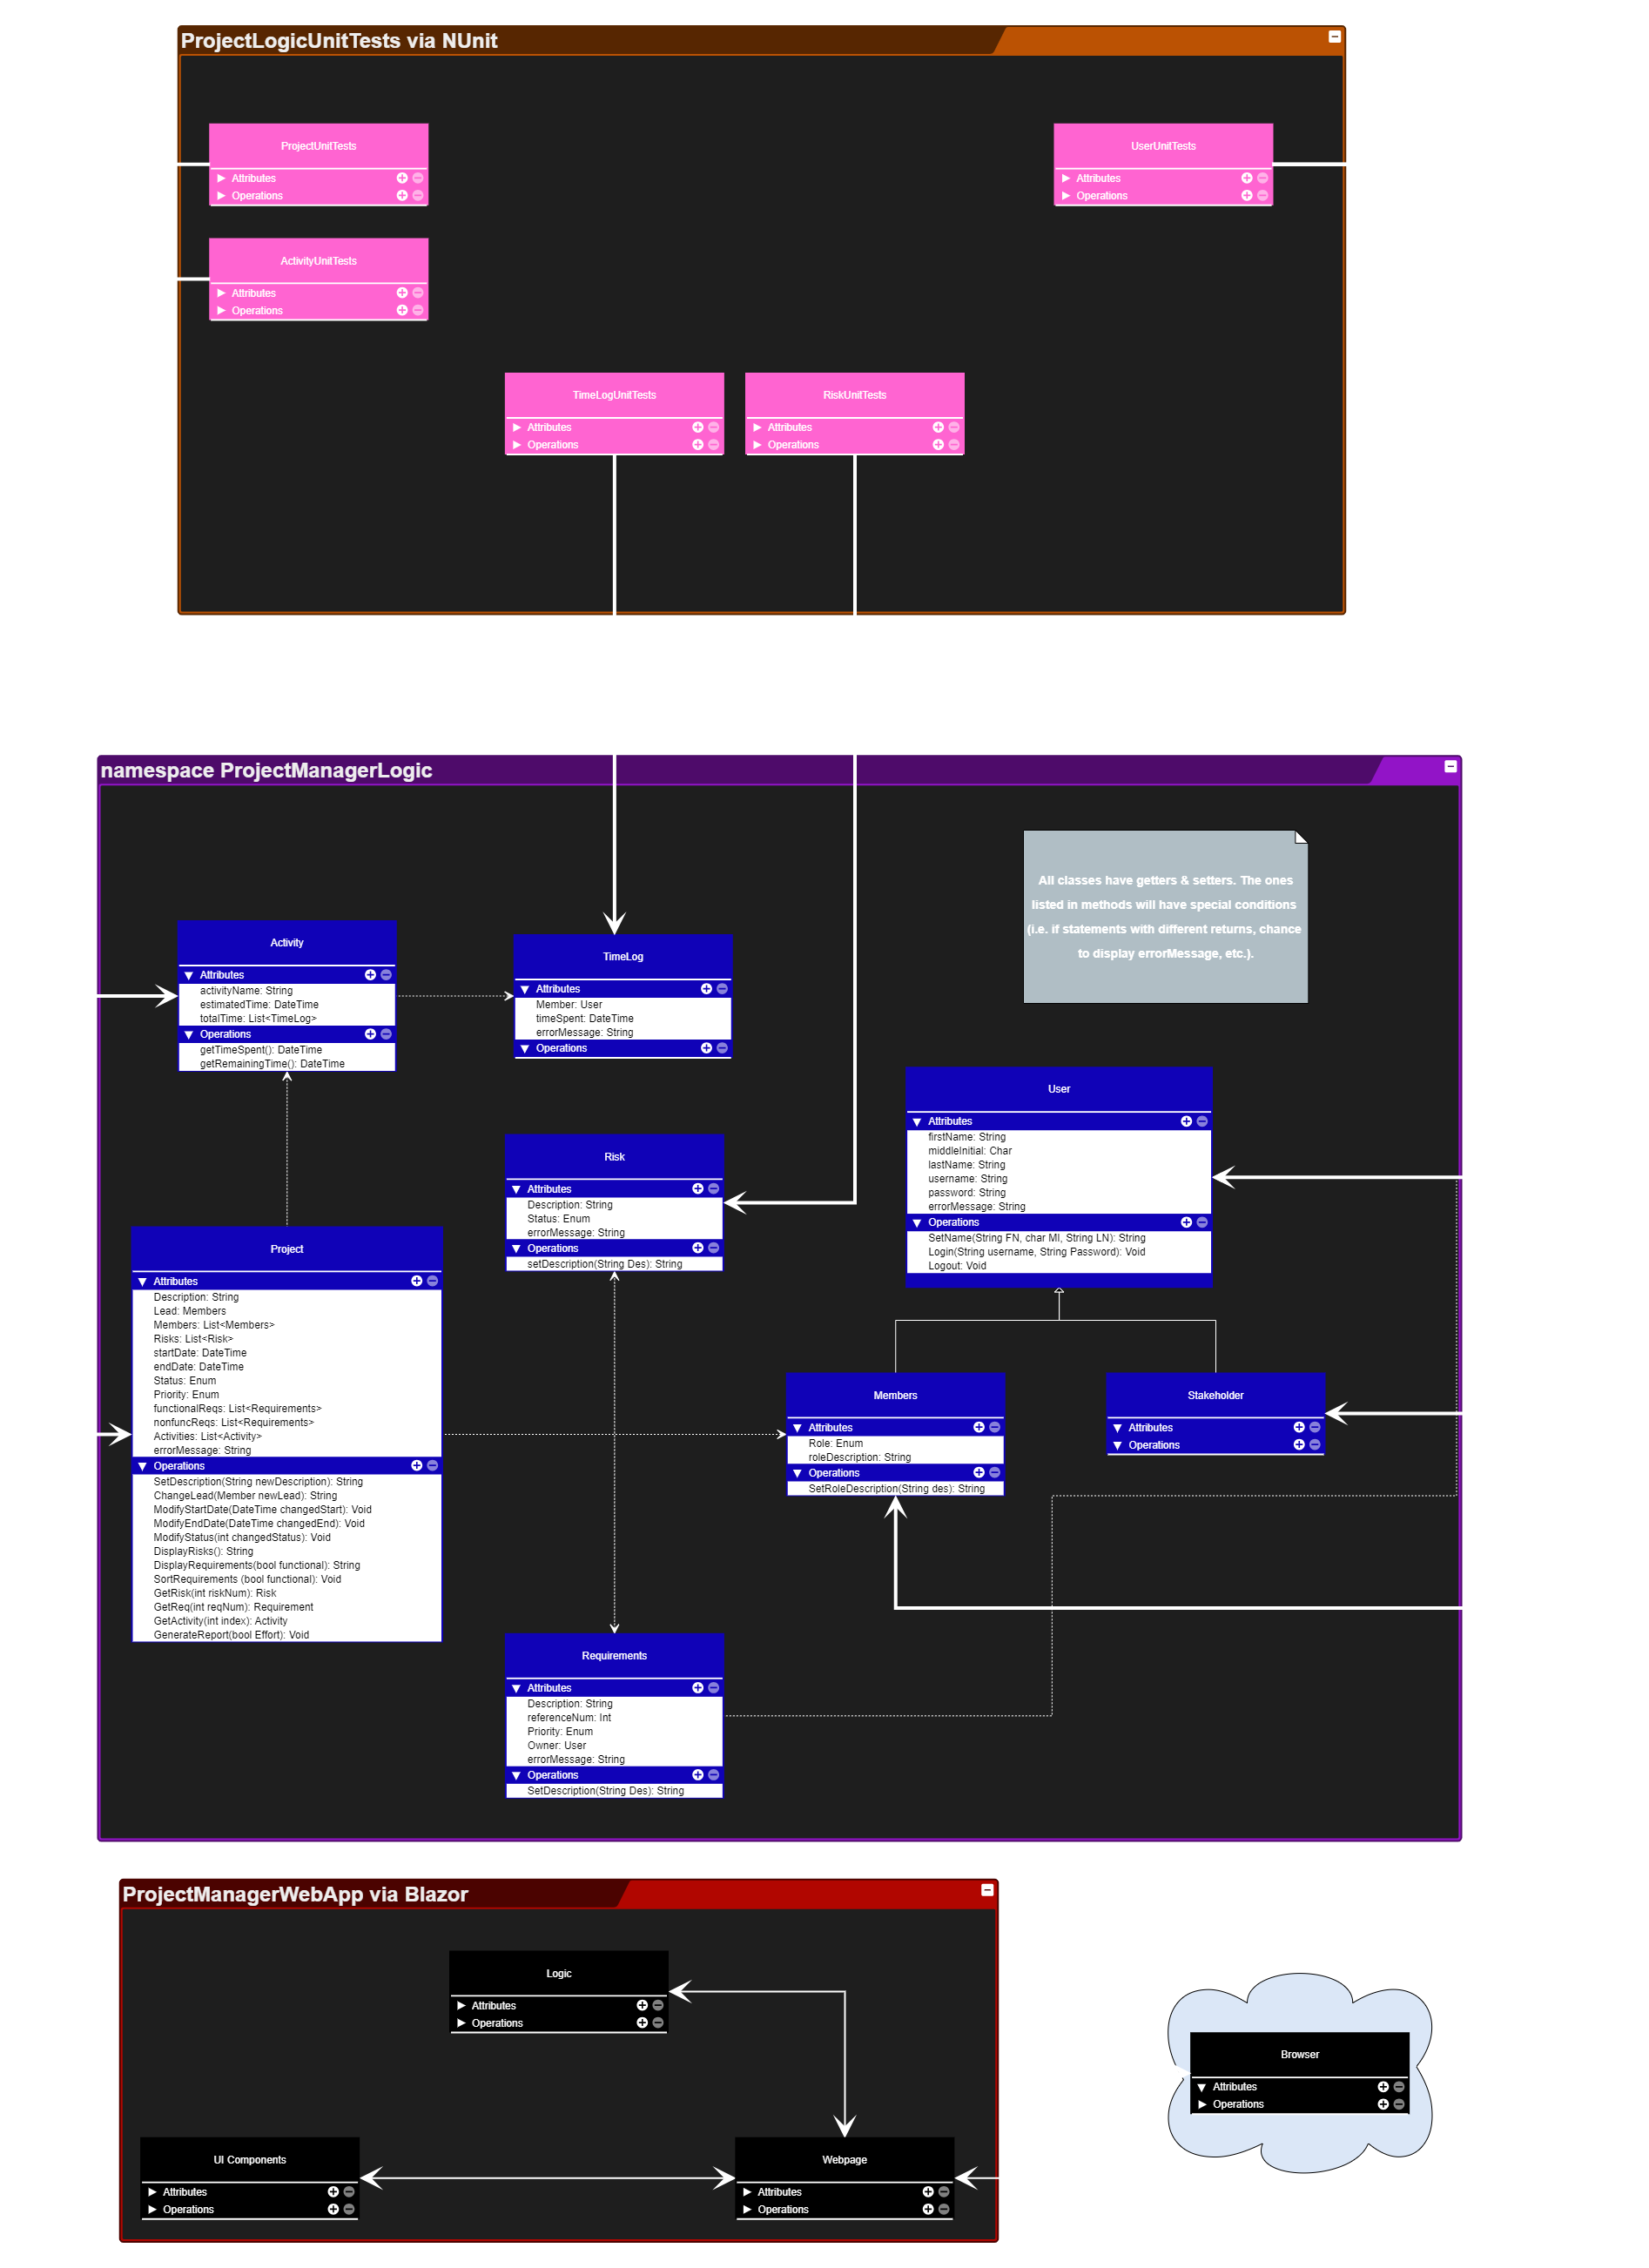 ProjectLogicUnitTests via NUnit
ProjectUnitTests
Attributes
Operations
UserUnitTests
Attributes
Operations
ActivityUnitTests
Attributes
Operations
TimeLogUnitTests
Attributes
Operations
RiskUnitTests
Attributes
Operations
namespace ProjectManagerLogic
All classes have getters & setters. The ones
listed in methods will have special conditions
(i.e. if statements with different returns, chance
to display errorMessage, etc.).
Activity
Attributes
activityName: String
estimatedTime: DateTime
totalTime: List<TimeLog>
Operations
getTimeSpent(): DateTime
getRemainingTime(): DateTime
TimeLog
Attributes
Member: User
timeSpent: DateTime
errorMessage: String
Operations
User
Attributes
firstName: String
middleInitial: Char
lastName: String
username: String
password: String
errorMessage: String
Operations
SetName(String FN, char MI, String LN): String
Login(String username, String Password): Void
Logout: Void
Risk
Attributes
Description: String
Status: Enum
errorMessage: String
Operations
setDescription(String Des): String
Project
Attributes
Description: String
Lead: Members
Members: List<Members>
Risks: List<Risk>
startDate: DateTime
endDate: DateTime
Status: Enum
Priority: Enum
functionalReqs: List<Requirements>
nonfuncReqs: List<Requirements>
Activities: List<Activity>
errorMessage: String
Operations
SetDescription(String newDescription): String
ChangeLead(Member newLead): String
ModifyStartDate(DateTime changedStart): Void
ModifyEndDate(DateTime changedEnd): Void
ModifyStatus(int changedStatus): Void
DisplayRisks(): String
DisplayRequirements(bool functional): String
SortRequirements (bool functional): Void
GetRisk(int riskNum): Risk
GetReq(int reqNum): Requirement
GetActivity(int index): Activity
GenerateReport(bool Effort): Void
Members
Attributes
Role: Enum
roleDescription: String
Operations
SetRoleDescription(String des): String
Stakeholder
Attributes
Operations
Requirements
Attributes
Description: String
referenceNum: Int
Priority: Enum
Owner: User
errorMessage: String
Operations
SetDescription(String Des): String
ProjectManagerWebApp via Blazor
Logic
Attributes
Operations
UI Components
Attributes
Operations
Webpage
Attributes
Operations
Browser
Attributes
Operations